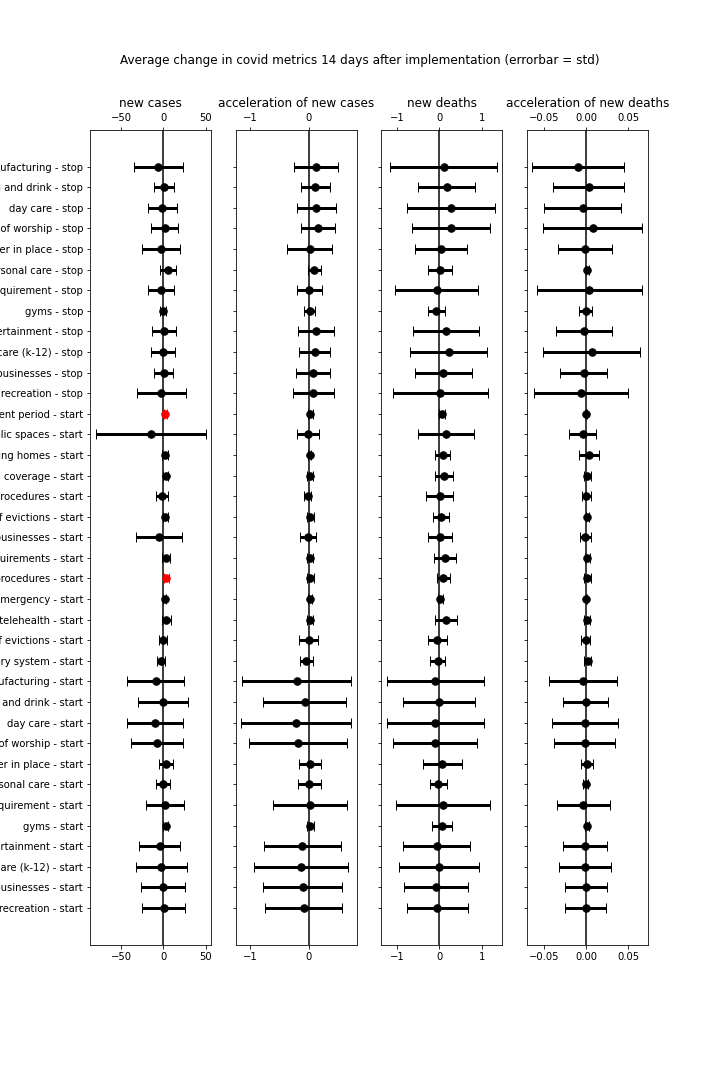 Average change in covid metrics 14 days after implementation (errorbar = std)
new cases acceleration of new cases new deaths acceleration of new deaths
−50 0 50 −1 0 −1 0 1 −0.05 0.00 0.05
ufacturing - stop
and drink - stop
day care - stop
of worship - stop
er in place - stop
sonal care - stop
quirement - stop
gyms - stop
ertainment - stop
care (k-12) - stop
businesses - stop
recreation - stop
ent period - start
lic spaces - start
ing homes - start
coverage - start
rocedures - start
f evictions - start
usinesses - start
uirements - start
procedures - start
mergency - start
telehealth - start
f evictions - start
ry system - start
ufacturing - start
and drink - start
day care - start
of worship - start
er in place - start
sonal care - start
quirement - start
gyms - start
ertainment - start
are (k-12) - start
usinesses - start
recreation - start
−50 0 50 −1 0 −1 0 1 −0.05 0.00 0.05